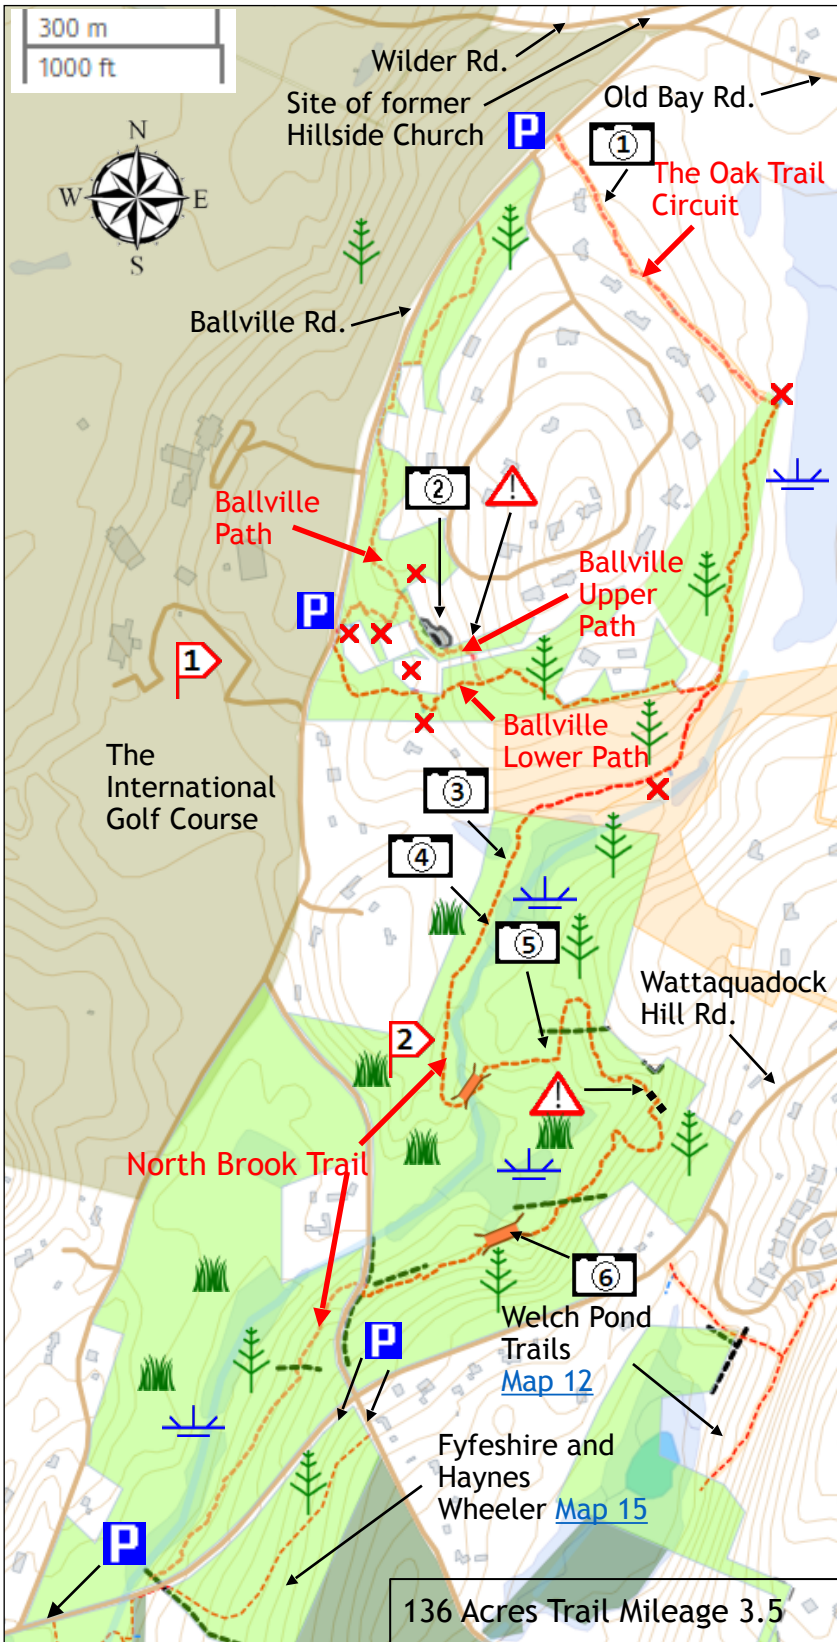 300 m
1000 ft
Wilder Rd.
Site of former
Hillside Church
Old Bay Rd.
P
1
The Oak Trail
Circuit
N
W
E
S
Ballville Rd.
2
!
Ballville
Path
Ballville
Upper
Path
P
1
Ballville
Lower Path
The
International
Golf Course
3
4
5
Wattaquadock
Hill Rd.
2
!
North Brook Trail
6
Welch Pond
Trails
Map 12
P
Fyfeshire and
Haynes
Wheeler Map 15
P
136 Acres Trail Mileage 3.5